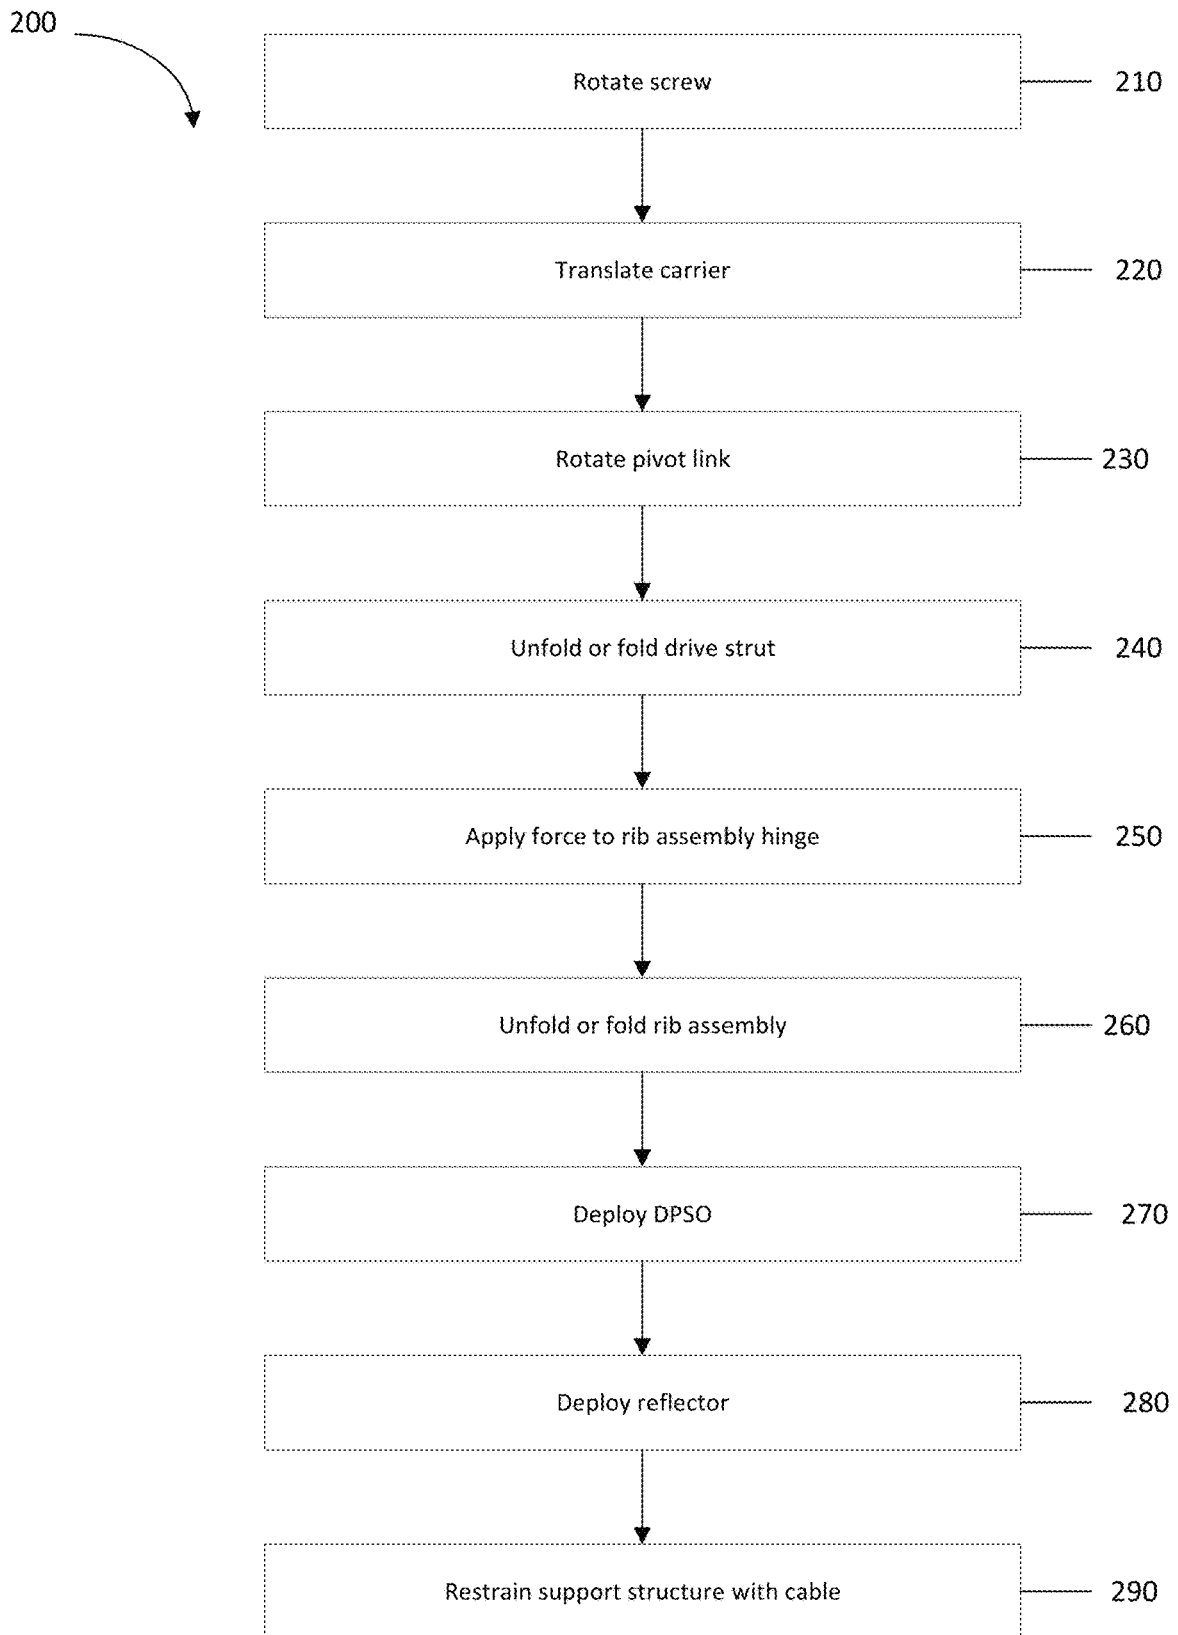 200
Rotate screw 210
Translate carrier 220
Rotate pivot link 230
Unfold or fold drive strut 240
Apply force to rib assembly hinge 250
Unfold or fold rib assembly 260
Deploy DPSO 270
Deploy reflector 280
Restrain support structure with cable 290